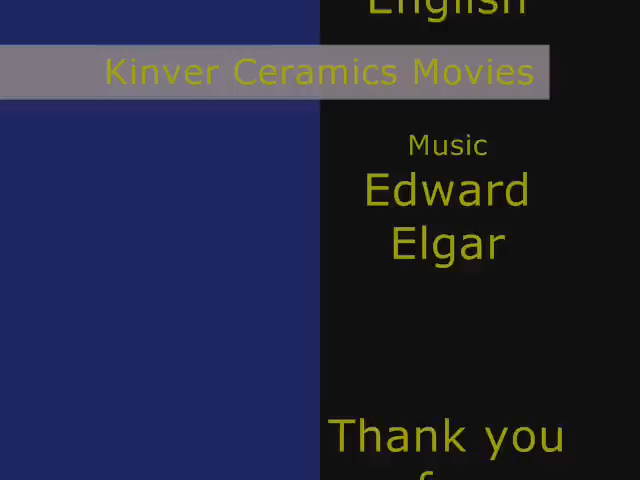 English
Kinver Ceramics Movies
Music
Edward
Elgar
Thank you